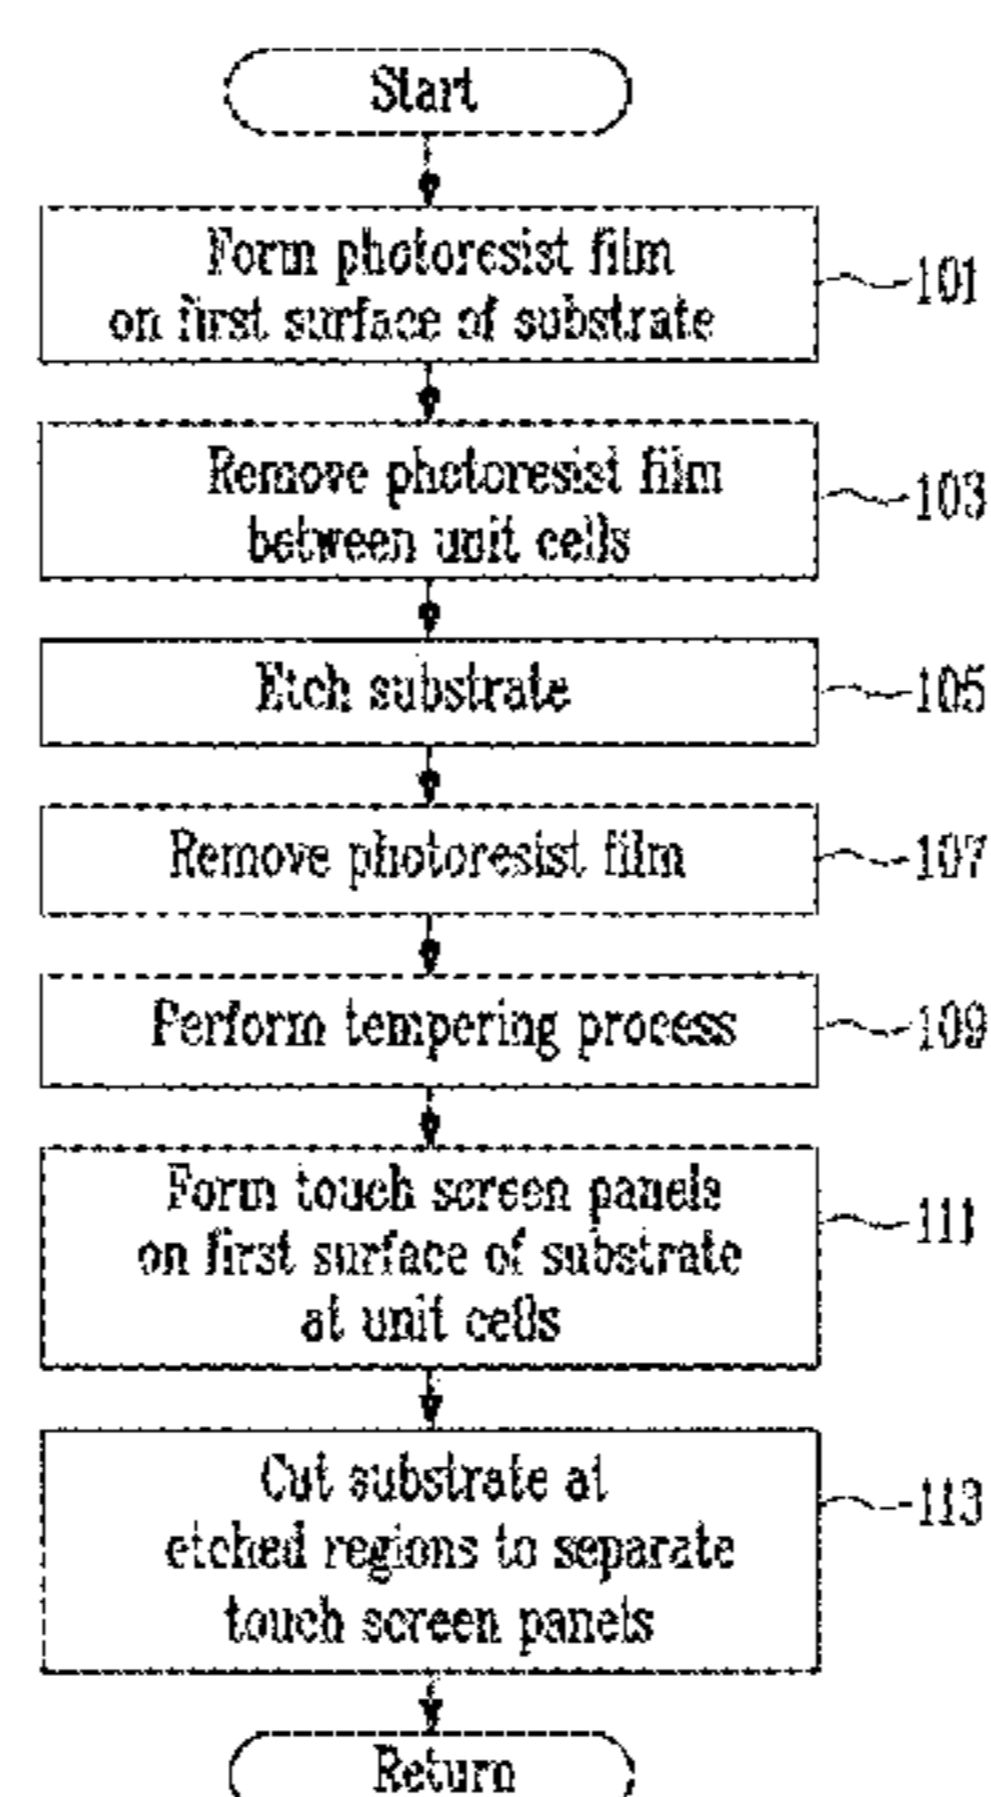 Start
Form photoresist film
on first surface of substrate
101
Remove photoresist film
between unit cells
103
Etch substrate
105
Remove photoresist film
107
Perform tempering process
109
Form touch screen panels
on first surface of substrate
at unit cells
111
Cut substrate at
etched regions to separate
touch screen panels
113
Return